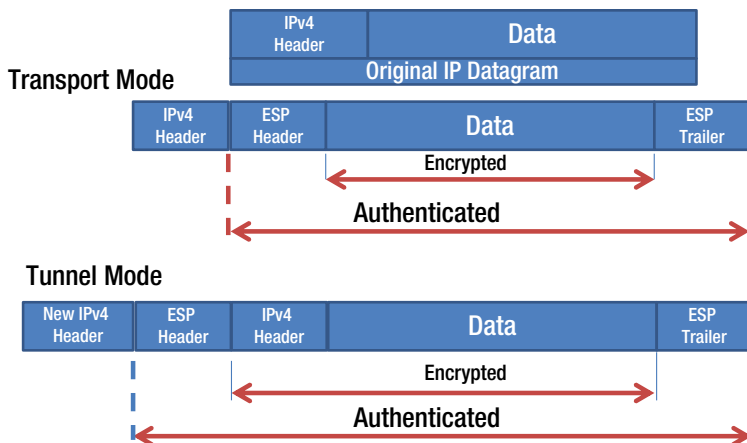 IPv4
Header
Data
Original IP Datagram
Transport Mode
IPv4
Header
ESP
Header
Data
ESP
Trailer
Encrypted
Authenticated
Tunnel Mode
New IPv4
Header
ESP
Header
IPv4
Header
Data
ESP
Trailer
Encrypted
Authenticated